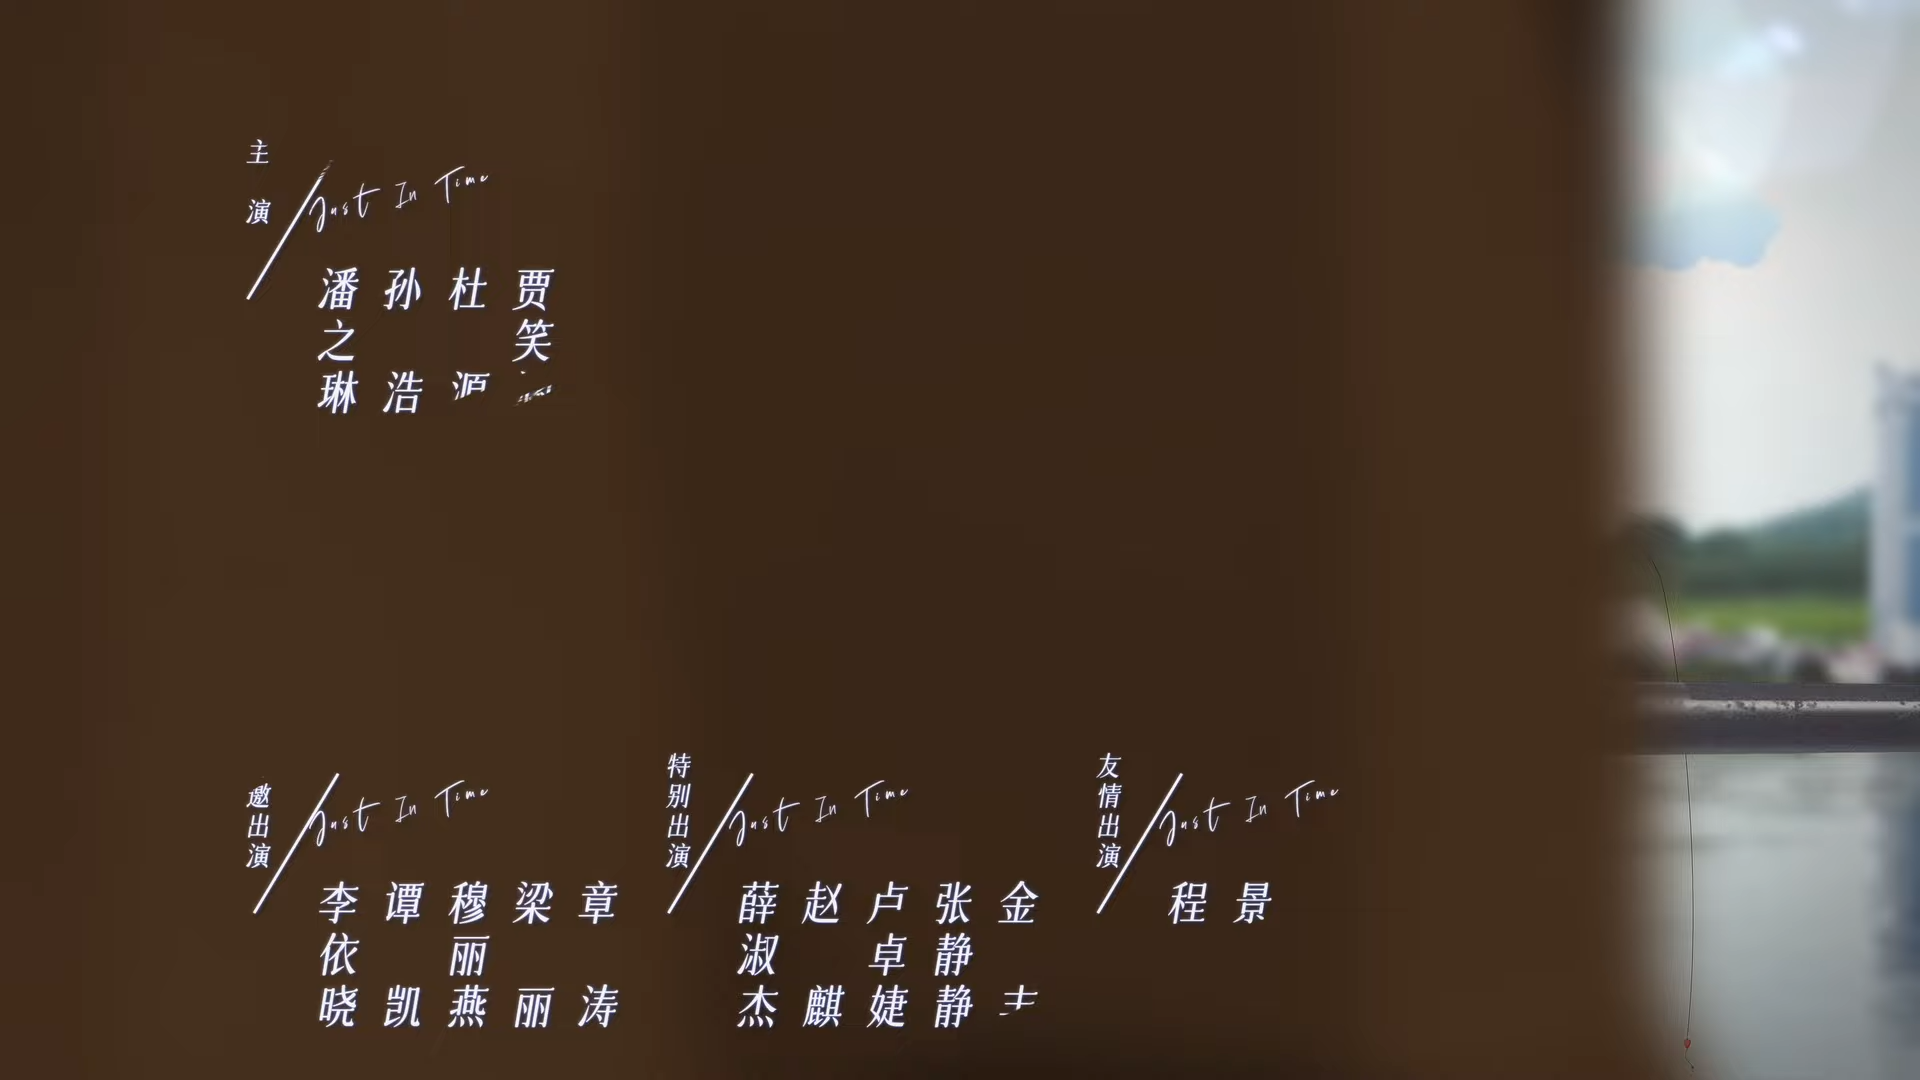 主演
Just In Time
潘之琳
孙浩
杜源
贾笑
邀出演
Just In Time
李依晓
谭凯
穆丽燕
梁丽
章涛
特别出演
Just In Time
薛淑杰
赵麒
卢卓婕
张静静
金
友情出演
Just In Time
程
景